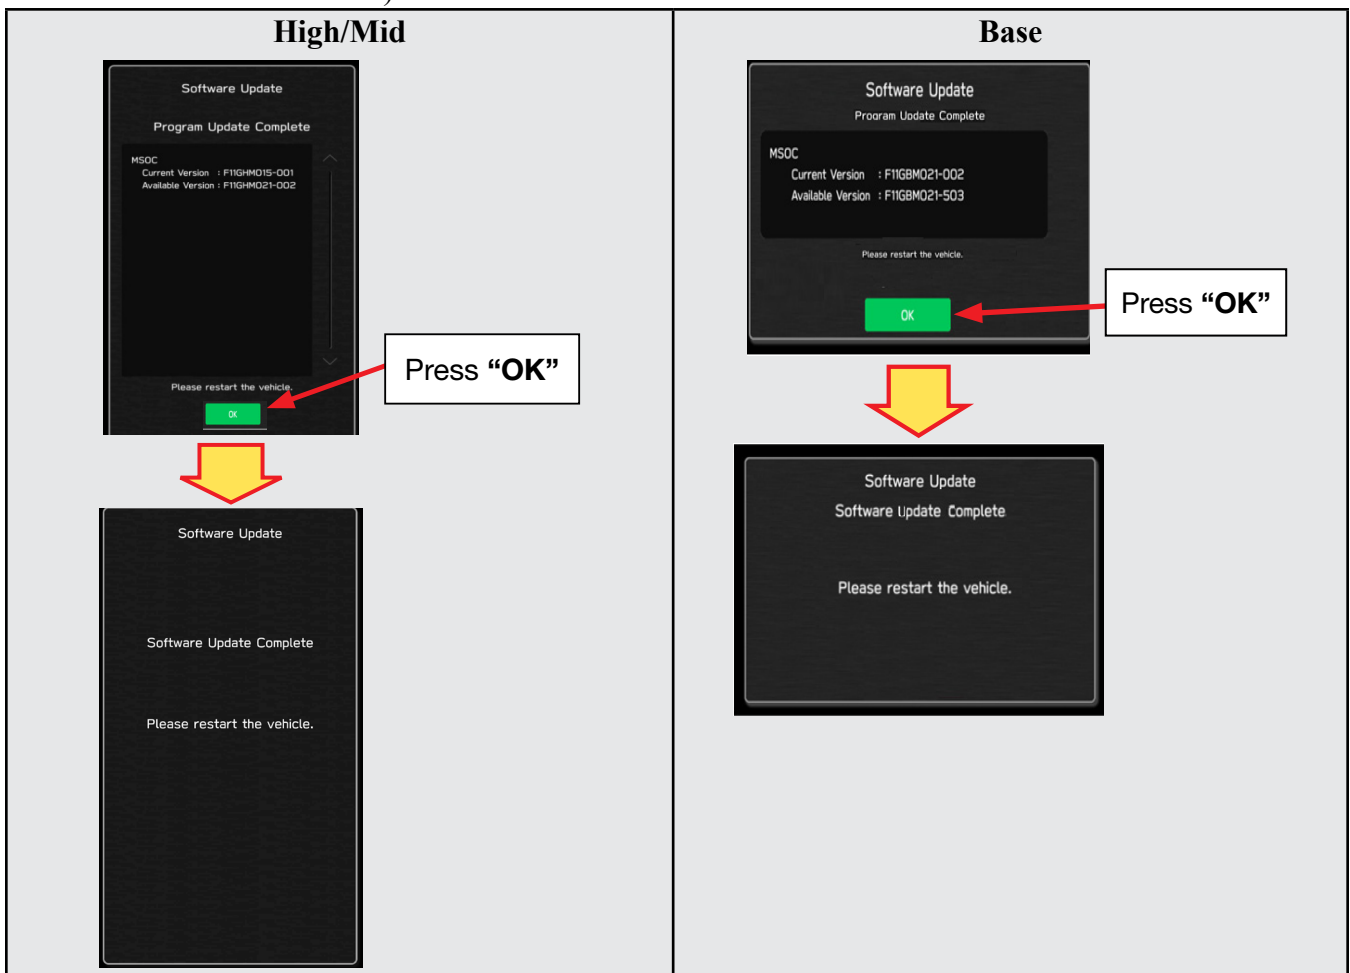 High/Mid
Software Update
Program Update Complete
MSOC
Current Version : F11GHM015-001
Available Version : F11GHM021-002
Please restart the vehicle.
OK
Press “OK”
Software Update
Software Update Complete
Please restart the vehicle.
Base
Software Update
Program Update Complete
MSOC
Current Version : F11GBM021-002
Available Version : F11GBM021-503
Please restart the vehicle.
OK
Press “OK”
Software Update
Software Update Complete
Please restart the vehicle.